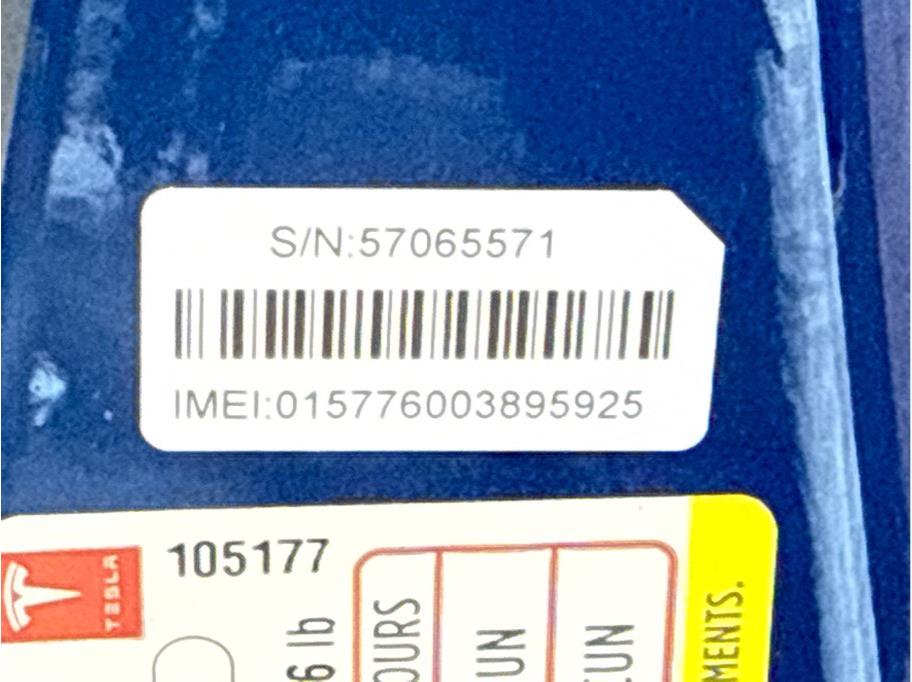 S/N:57065571
IMEI:015776003895925
TESLA
105177
6 lb
OURS
UN
UN
MENTS.